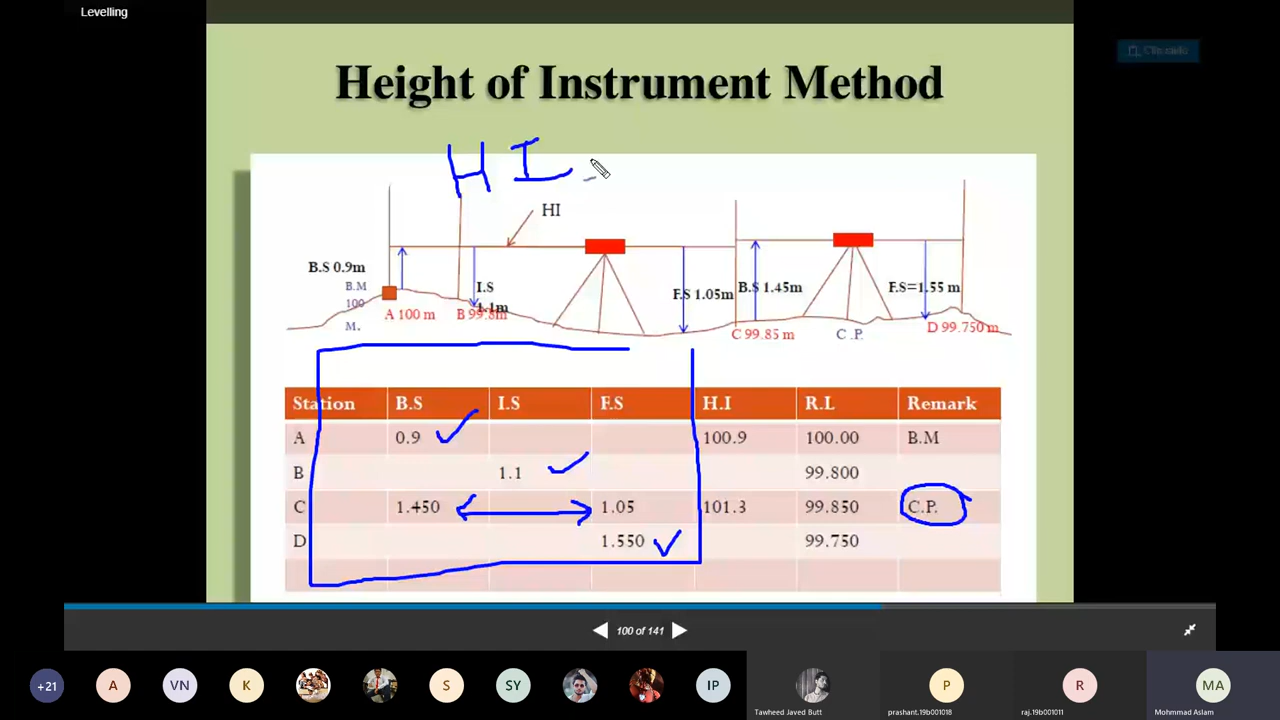 Levelling
Height of Instrument Method
H I
HI
B.S 0.9m
B.M
100
M.
I.S
1.1m
F.S 1.05m
B.S 1.45m
F.S=1.55 m
A 100 m
B 99.8m
C 99.85 m
C .P.
D 99.750 m
Station B.S I.S F.S H.I R.L Remark
A 0.9 100.9 100.00 B.M
B 1.1 99.800
C 1.450 1.05 101.3 99.850 C.P.
D 1.550 99.750
100 of 141
+21 A VN K S SY IP P R MA
Tawheed Javed Butt prashant.19b001018 raj.19b001011 Mohmmad Aslam